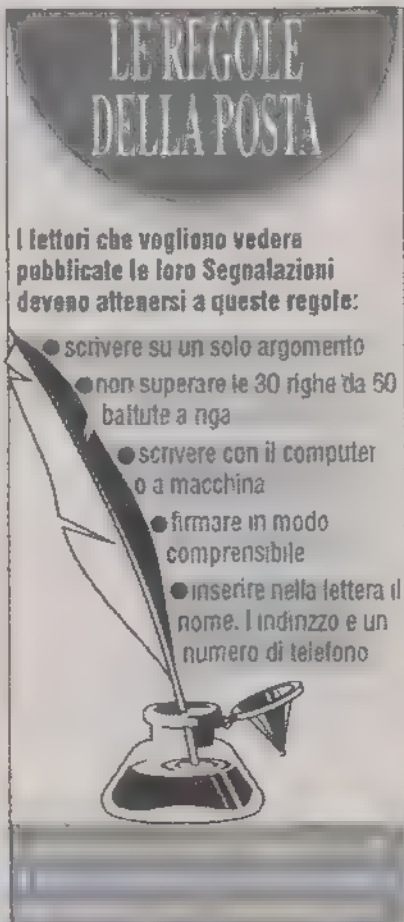 LE REGOLE
DELLA POSTA
I lettori che vogliono vedere
pubblicate le loro Segnalazioni
devono attenersi a queste regole:
● scrivere su un solo argomento
● non superare le 30 righe da 60
battute a riga
● scrivere con il computer
o a macchina
● firmare in modo
comprensibile
● inserire nella lettera il
nome, l'indirizzo e un
numero di telefono